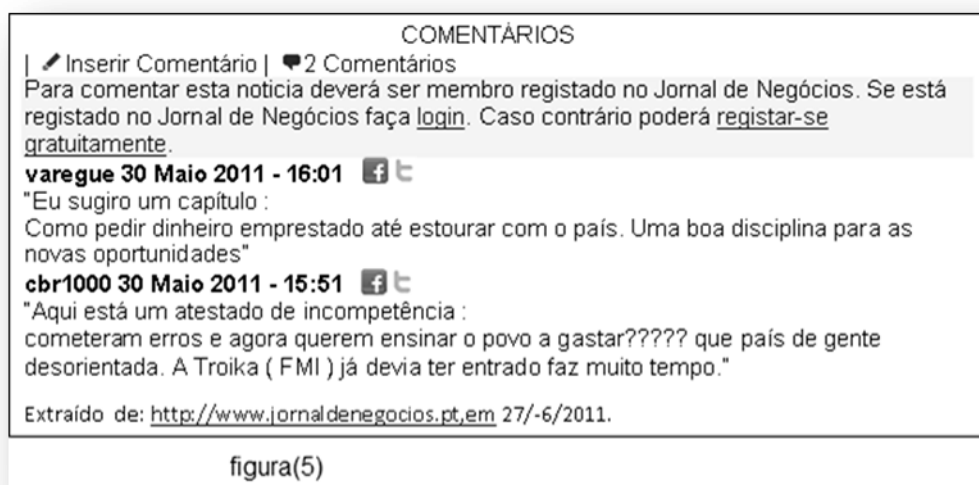 COMENTÁRIOS
| Inserir Comentário | 2 Comentários
Para comentar esta noticia deverá ser membro registado no Jornal de Negócios. Se está
registado no Jornal de Negócios faça login. Caso contrário poderá registar-se
gratuitamente.
varegue 30 Maio 2011 - 16:01
"Eu sugiro um capítulo :
Como pedir dinheiro emprestado até estourar com o país. Uma boa disciplina para as
novas oportunidades"
cbr1000 30 Maio 2011 - 15:51
"Aqui está um atestado de incompetência :
cometeram erros e agora querem ensinar o povo a gastar????? que país de gente
desorientada. A Troika ( FMI ) já devia ter entrado faz muito tempo."
Extraído de: http://www.jornaldenegocios.pt,em 27/-6/2011.
figura(5)